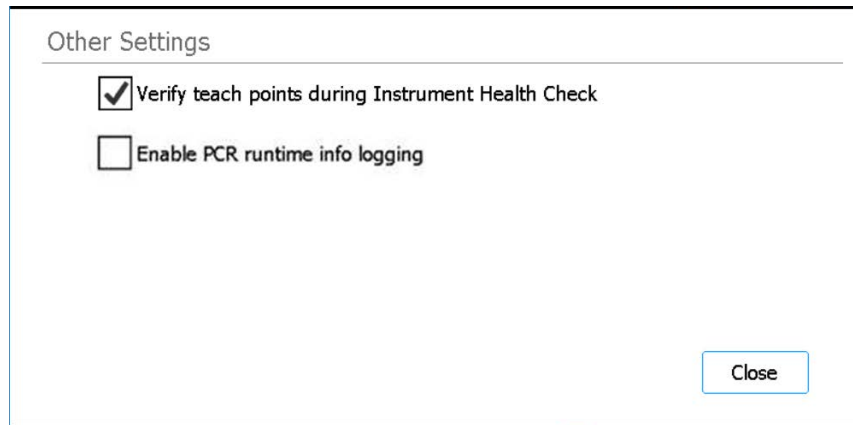 Other Settings
Verify teach points during Instrument Health Check
Enable PCR runtime info logging
Close